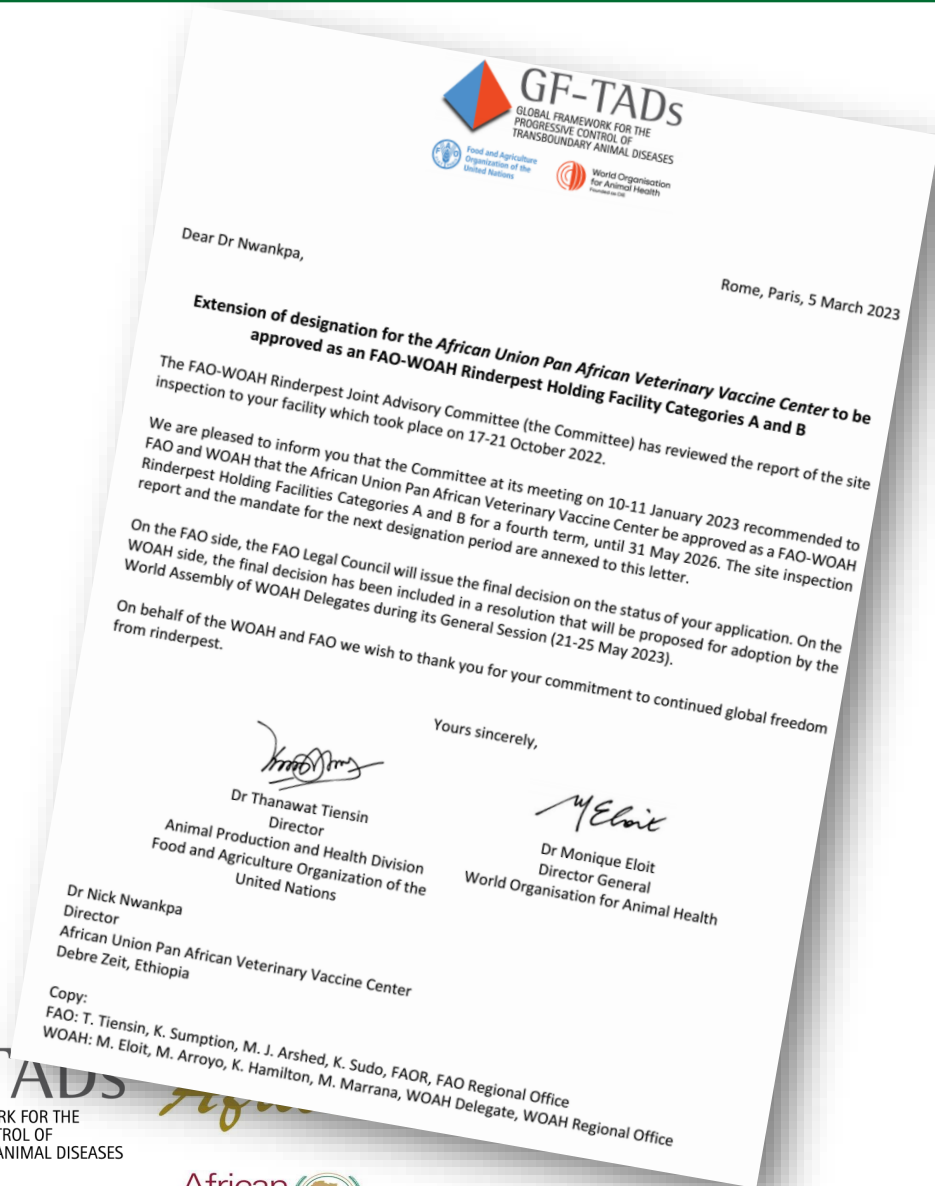 GF-TADs
GLOBAL FRAMEWORK FOR THE
PROGRESSIVE CONTROL OF
TRANSBOUNDARY ANIMAL DISEASES
Food and Agriculture
Organization of the
United Nations
World Organisation
for Animal Health
Founded as OIE
Dear Dr Nwankpa,
Rome, Paris, 5 March 2023
Extension of designation for the African Union Pan African Veterinary Vaccine Center to be
approved as an FAO-WOAH Rinderpest Holding Facility Categories A and B
The FAO-WOAH Rinderpest Joint Advisory Committee (the Committee) has reviewed the report of the site
inspection to your facility which took place on 17-21 October 2022.
We are pleased to inform you that the Committee at its meeting on 10-11 January 2023 recommended to
FAO and WOAH that the African Union Pan African Veterinary Vaccine Center be approved as a FAO-WOAH
Rinderpest Holding Facilities Categories A and B for a fourth term, until 31 May 2026. The site inspection
report and the mandate for the next designation period are annexed to this letter.
On the FAO side, the FAO Legal Council will issue the final decision on the status of your application. On the
WOAH side, the final decision has been included in a resolution that will be proposed for adoption by the
World Assembly of WOAH Delegates during its General Session (21-25 May 2023).
On behalf of the WOAH and FAO we wish to thank you for your commitment to continued global freedom
from rinderpest.
Yours sincerely,
M Eloit
Dr Thanawat Tiensin
Director
Animal Production and Health Division
Food and Agriculture Organization of the
United Nations
Dr Monique Eloit
Director General
World Organisation for Animal Health
Dr Nick Nwankpa
Director
African Union Pan African Veterinary Vaccine Center
Debre Zeit, Ethiopia
Copy:
FAO: T. Tiensin, K. Sumption, M. J. Arshed, K. Sudo, FAOR, FAO Regional Office
WOAH: M. Eloit, M. Arroyo, K. Hamilton, M. Marrana, WOAH Delegate, WOAH Regional Office
TADs
RK FOR THE
TROL OF
ANIMAL DISEASES
African